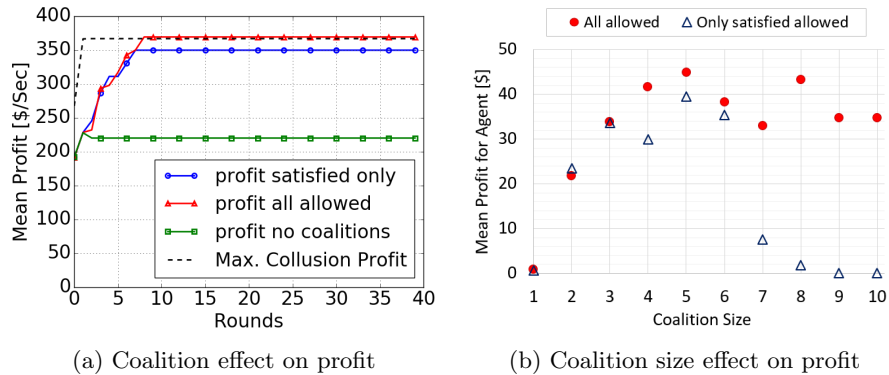 400
350
300
250
200
150
100
50
0
Mean Profit [$/Sec]
profit satisfied only
profit all allowed
profit no coalitions
Max. Collusion Profit
0 5 10 15 20 25 30 35 40
Rounds
(a) Coalition effect on profit
All allowed Only satisfied allowed
50
40
30
20
10
0
Mean Profit for Agent [$]
1 2 3 4 5 6 7 8 9 10
Coalition Size
(b) Coalition size effect on profit